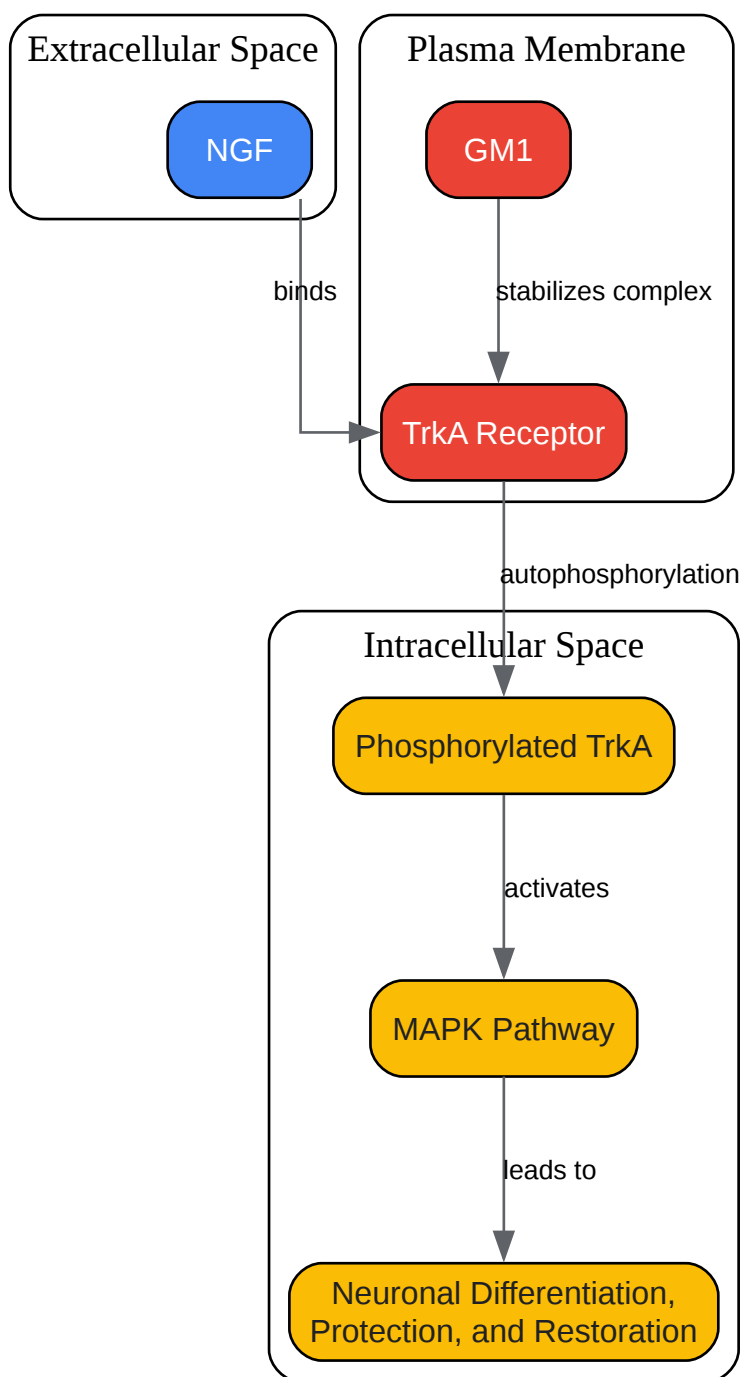 Extracellular Space
Plasma Membrane
NGF
GM1
binds
stabilizes complex
TrkA Receptor
autophosphorylation
Intracellular Space
Phosphorylated TrkA
activates
MAPK Pathway
leads to
Neuronal Differentiation,
Protection, and Restoration